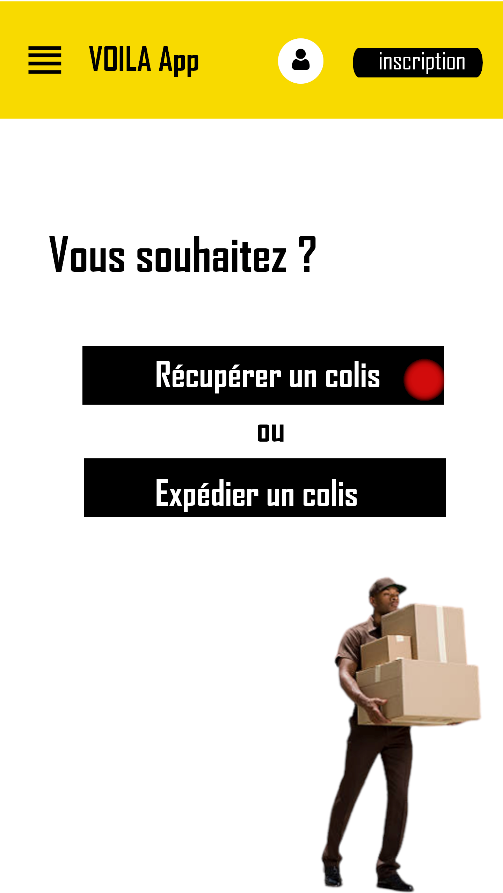 VOILA App
inscription
Vous souhaitez ?
Récupérer un colis
ou
Expédier un colis